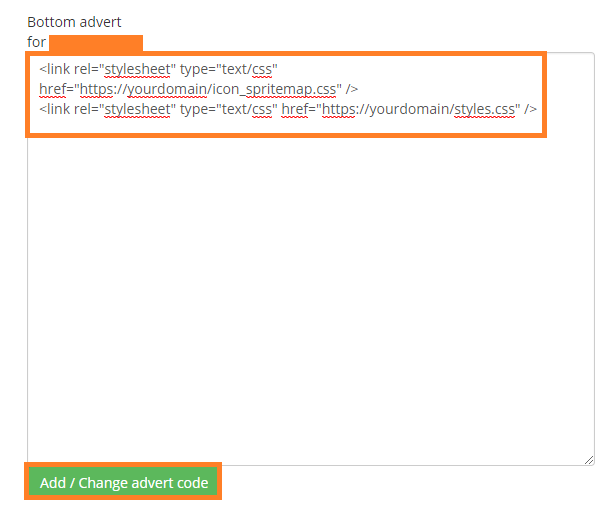 Bottom advert
for
<link rel="stylesheet" type="text/css"
href="https://yourdomain/icon_spritemap.css" />
<link rel="stylesheet" type="text/css" href="https://yourdomain/styles.css" />
Add / Change advert code